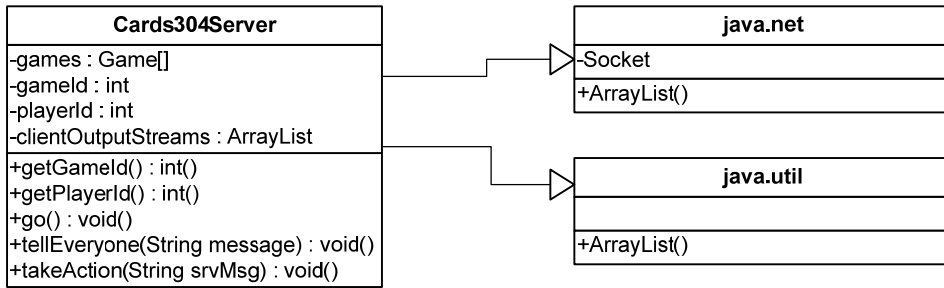 Cards304Server
-games : Game[]
-gameId : int
-playerId : int
-clientOutputStreams : ArrayList
+getGameId() : int()
+getPlayerId() : int()
+go() : void()
+tellEveryone(String message) : void()
+takeAction(String srvMsg) : void()
java.net
-Socket
+ArrayList()
java.util
+ArrayList()